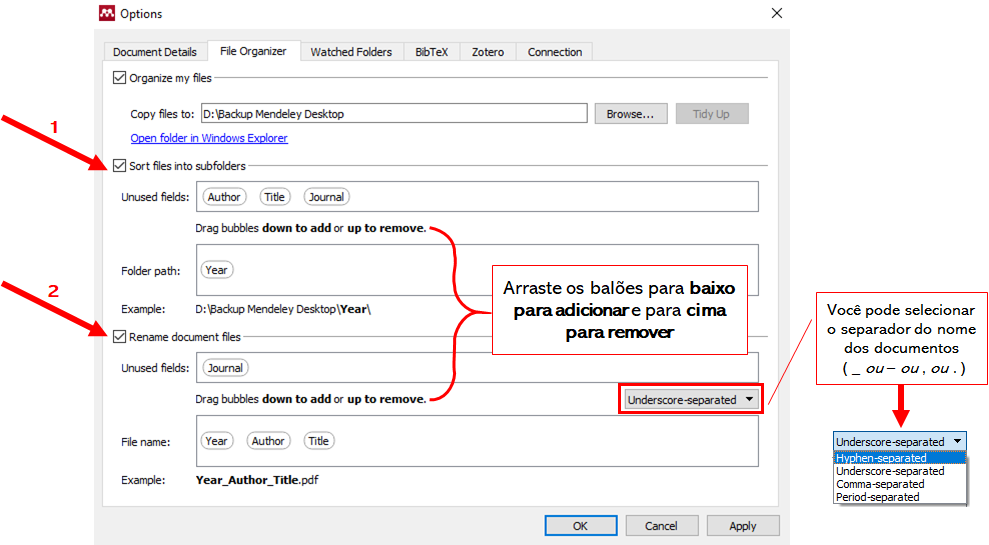 Options
Document Details File Organizer Watched Folders BibTeX Zotero Connection
Organize my files
Copy files to: D:\Backup Mendeley Desktop Browse... Tidy Up
Open folder in Windows Explorer
1
Sort files into subfolders
Unused fields: Author Title Journal
Drag bubbles down to add or up to remove.
Folder path: Year
Example: D:\Backup Mendeley Desktop\Year\
2
Rename document files
Unused fields: Journal
Drag bubbles down to add or up to remove. Underscore-separated
File name: Year Author Title
Example: Year_Author_Title.pdf
OK Cancel Apply
Arraste os balões para baixo
para adicionar e para cima
para remover
Você pode selecionar
o separador do nome
dos documentos
( _ ou – ou , ou . )
Underscore-separated
Hyphen-separated
Underscore-separated
Comma-separated
Period-separated